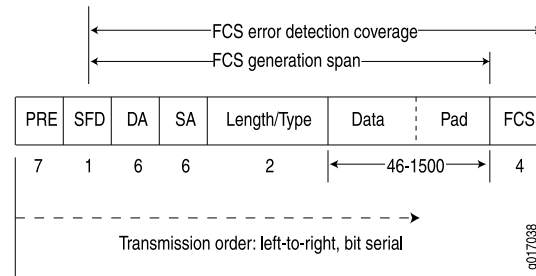 FCS error detection coverage
FCS generation span
PRE SFD DA SA Length/Type Data Pad FCS
7 1 6 6 2 46-1500 4
Transmission order: left-to-right, bit serial
g017038